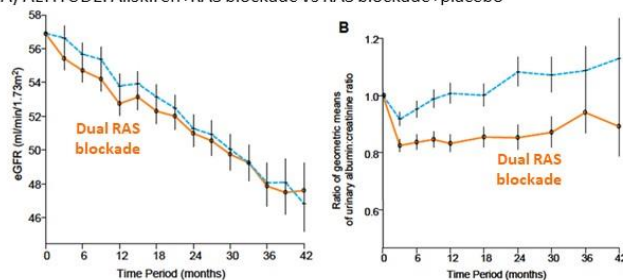 A) ALTITUDE: Aliskiren+RAS blockade vs RAS blockade+placebo
58
56
54
52
50
48
46
eGFR (ml/min/1.73m²)
Dual RAS
blockade
0 6 12 18 24 30 36 42
Time Period (months)
B
1.2
1.0
0.8
0.6
Ratio of geometric means
of urinary albumin:creatinine ratio
Dual RAS
blockade
0 6 12 18 24 30 36 42
Time Period (months)